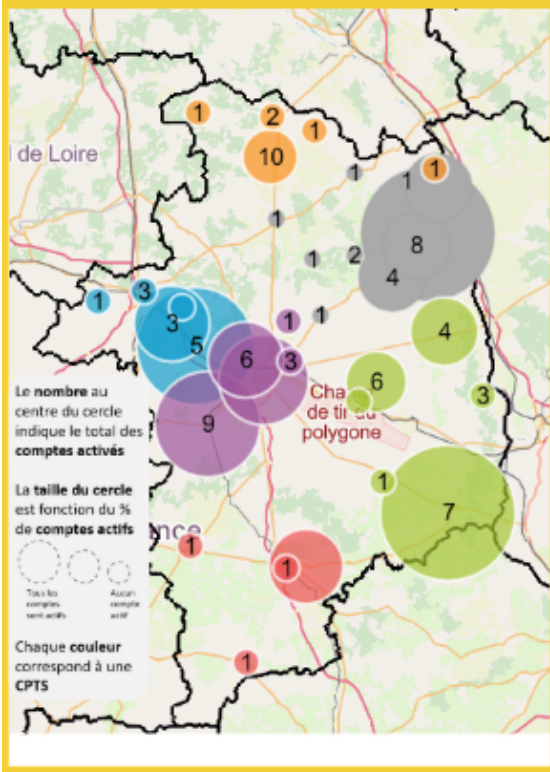 1
2
1
10
l de Loire
1
1
1
1
8
1
2
4
3
1
1
1
3
5
4
6
3
6
3
9
Cha
de tir du
polygone
Le nombre au
centre du cercle
indique le total des
comptes activés
1
7
La taille du cercle
est fonction du %
de comptes actifs
ance
1
1
Tous les
comptes
sont actifs
Aucun
compte
actif
Chaque couleur
correspond à une
CPTS
1